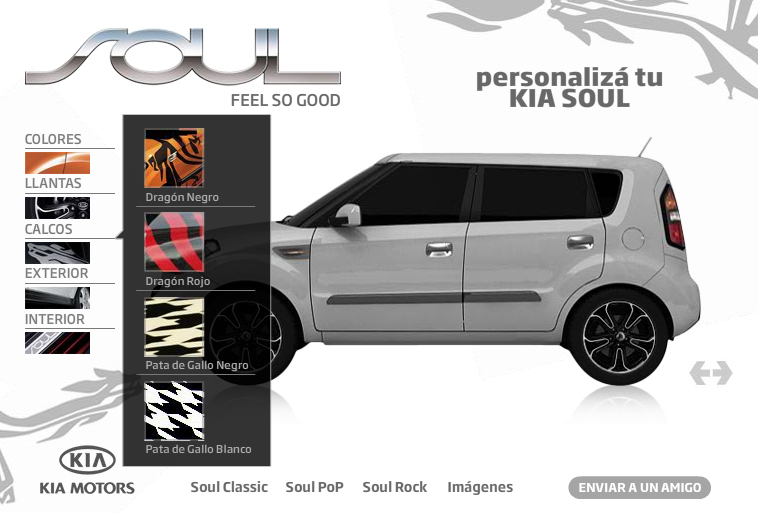 SOUL
FEEL SO GOOD
personalizá tu
KIA SOUL
COLORES
LLANTAS
CALCOS
EXTERIOR
INTERIOR
Dragón Negro
Dragón Rojo
Pata de Gallo Negro
Pata de Gallo Blanco
KIA
KIA MOTORS
Soul Classic
Soul PoP
Soul Rock
Imágenes
ENVIAR A UN AMIGO